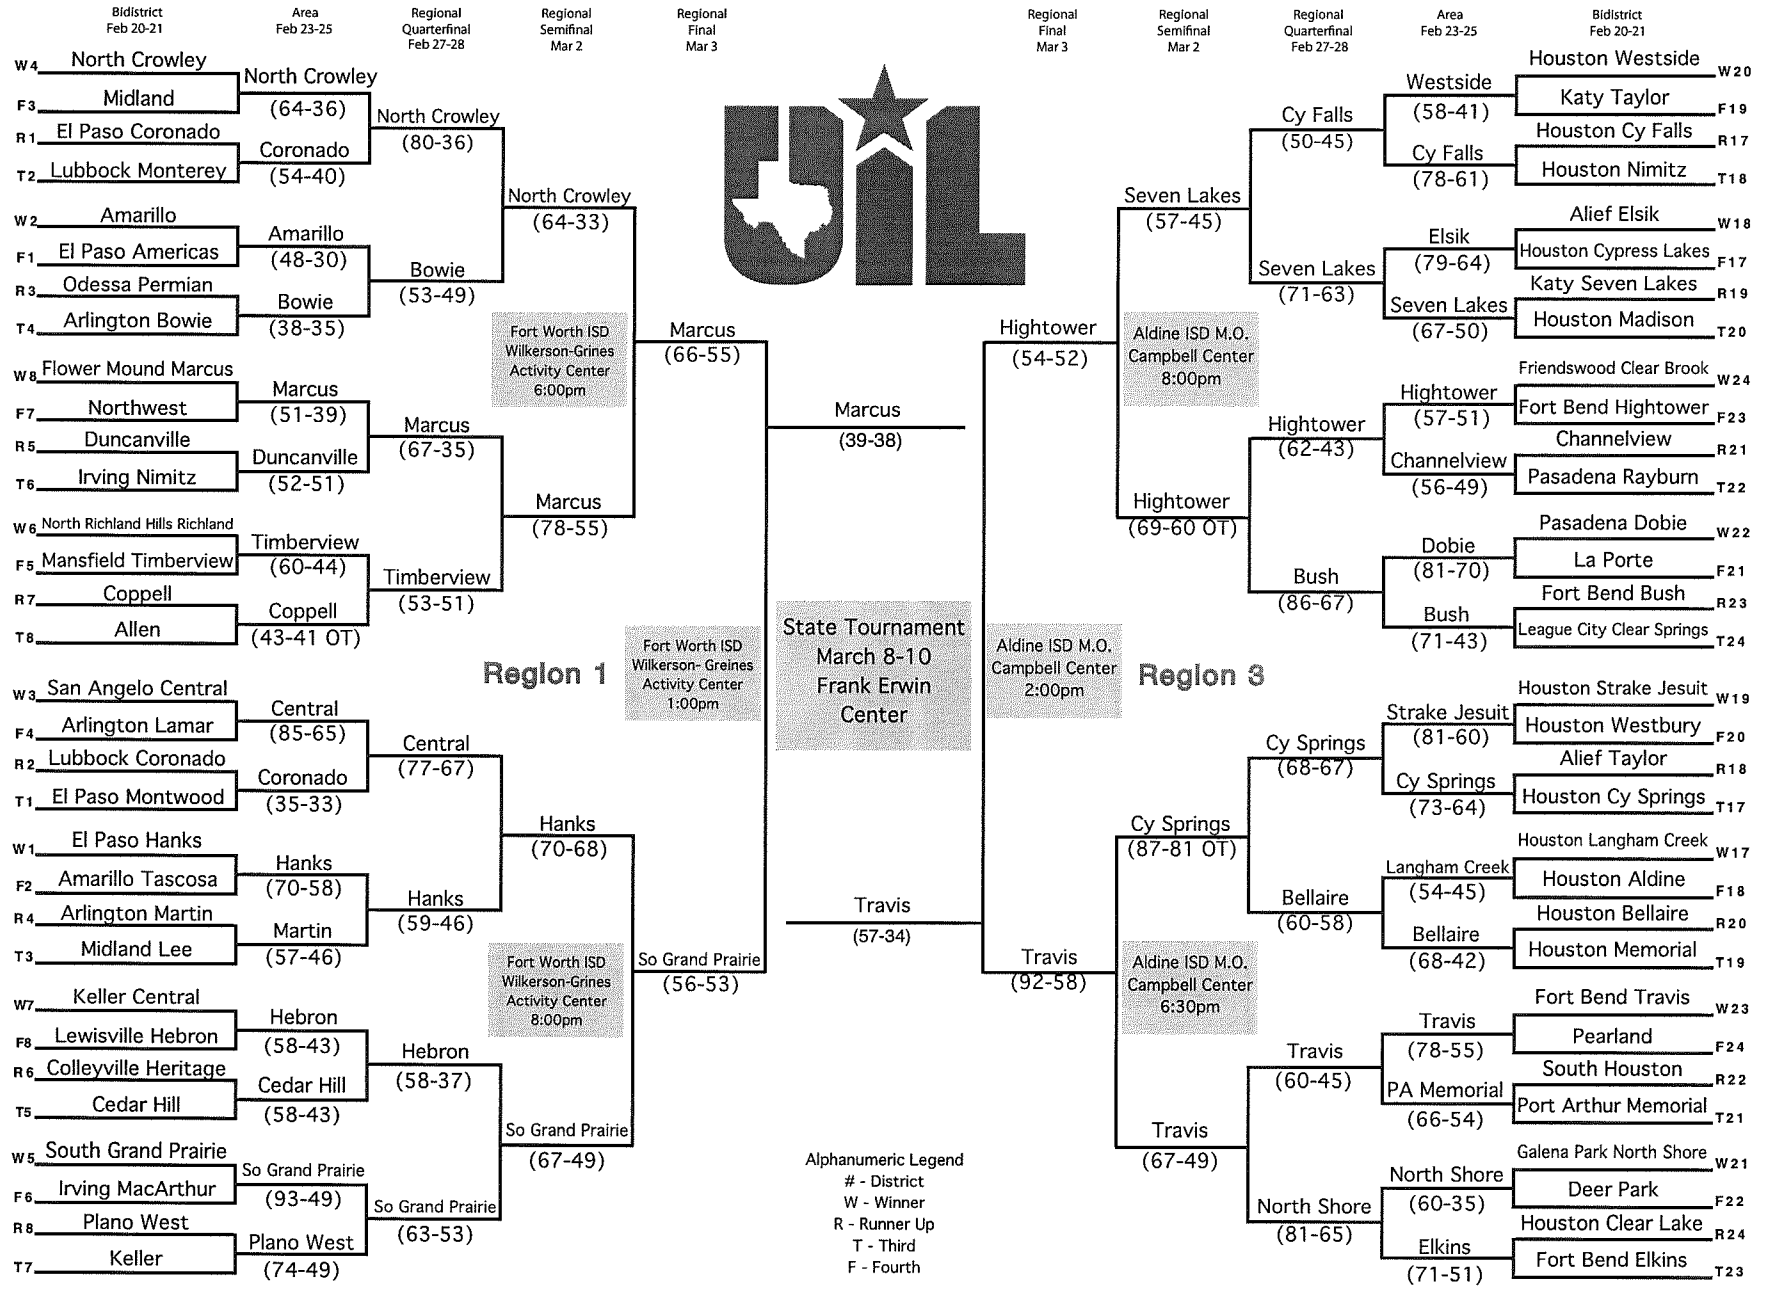 Bidistrict
Feb 20-21
Area
Feb 23-25
Regional
Quarterfinal
Feb 27-28
Regional
Semifinal
Mar 2
Regional
Final
Mar 3
Regional
Final
Mar 3
Regional
Semifinal
Mar 2
Regional
Quarterfinal
Feb 27-28
Area
Feb 23-25
Bidistrict
Feb 20-21
W4 North Crowley
F3 Midland
R1 El Paso Coronado
T2 Lubbock Monterey
W2 Amarillo
F1 El Paso Americas
R3 Odessa Permian
T4 Arlington Bowie
W8 Flower Mound Marcus
F7 Northwest
R5 Duncanville
T6 Irving Nimitz
W6 North Richland Hills Richland
F5 Mansfield Timberview
R7 Coppell
T8 Allen
W3 San Angelo Central
F4 Arlington Lamar
R2 Lubbock Coronado
T1 El Paso Montwood
W1 El Paso Hanks
F2 Amarillo Tascosa
R4 Arlington Martin
T3 Midland Lee
W7 Keller Central
F8 Lewisville Hebron
R6 Colleyville Heritage
T5 Cedar Hill
W5 South Grand Prairie
F6 Irving MacArthur
R8 Plano West
T7 Keller
North Crowley
(64-36)
Coronado
(54-40)
Amarillo
(48-30)
Bowie
(38-35)
Marcus
(51-39)
Duncanville
(52-51)
Timberview
(60-44)
Coppell
(43-41 OT)
Central
(85-65)
Coronado
(35-33)
Hanks
(70-58)
Martin
(57-46)
Hebron
(58-43)
Cedar Hill
(58-43)
So Grand Prairie
(93-49)
Plano West
(74-49)
North Crowley
(80-36)
Bowie
(53-49)
Marcus
(67-35)
Timberview
(53-51)
Central
(77-67)
Hanks
(59-46)
Hebron
(58-37)
So Grand Prairie
(63-53)
North Crowley
(64-33)
Fort Worth ISD
Wilkerson-Grines
Activity Center
6:00pm
Marcus
(78-55)
Region 1
Hanks
(70-68)
Fort Worth ISD
Wilkerson-Grines
Activity Center
8:00pm
So Grand Prairie
(67-49)
Marcus
(66-55)
Fort Worth ISD
Wilkerson- Greines
Activity Center
1:00pm
So Grand Prairie
(56-53)
UIL
Marcus
(39-38)
State Tournament
March 8-10
Frank Erwin
Center
Travis
(57-34)
Alphanumeric Legend
# - District
W - Winner
R - Runner Up
T - Third
F - Fourth
Hightower
(54-52)
Aldine ISD M.O.
Campbell Center
2:00pm
Travis
(92-58)
Seven Lakes
(57-45)
Aldine ISD M.O.
Campbell Center
8:00pm
Hightower
(69-60 OT)
Region 3
Cy Springs
(87-81 OT)
Aldine ISD M.O.
Campbell Center
6:30pm
Travis
(67-49)
Cy Falls
(50-45)
Seven Lakes
(71-63)
Hightower
(62-43)
Bush
(86-67)
Cy Springs
(68-67)
Bellaire
(60-58)
Travis
(60-45)
North Shore
(81-65)
Westside
(58-41)
Cy Falls
(78-61)
Elsik
(79-64)
Seven Lakes
(67-50)
Hightower
(57-51)
Channelview
(56-49)
Dobie
(81-70)
Bush
(71-43)
Strake Jesuit
(81-60)
Cy Springs
(73-64)
Langham Creek
(54-45)
Bellaire
(68-42)
Travis
(78-55)
PA Memorial
(66-54)
North Shore
(60-35)
Elkins
(71-51)
Houston Westside W20
Katy Taylor F19
Houston Cy Falls R17
Houston Nimitz T18
Alief Elsik W18
Houston Cypress Lakes F17
Katy Seven Lakes R19
Houston Madison T20
Friendswood Clear Brook W24
Fort Bend Hightower F23
Channelview R21
Pasadena Rayburn T22
Pasadena Dobie W22
La Porte F21
Fort Bend Bush R23
League City Clear Springs T24
Houston Strake Jesuit W19
Houston Westbury F20
Alief Taylor R18
Houston Cy Springs T17
Houston Langham Creek W17
Houston Aldine F18
Houston Bellaire R20
Houston Memorial T19
Fort Bend Travis W23
Pearland F24
South Houston R22
Port Arthur Memorial T21
Galena Park North Shore W21
Deer Park F22
Houston Clear Lake R24
Fort Bend Elkins T23